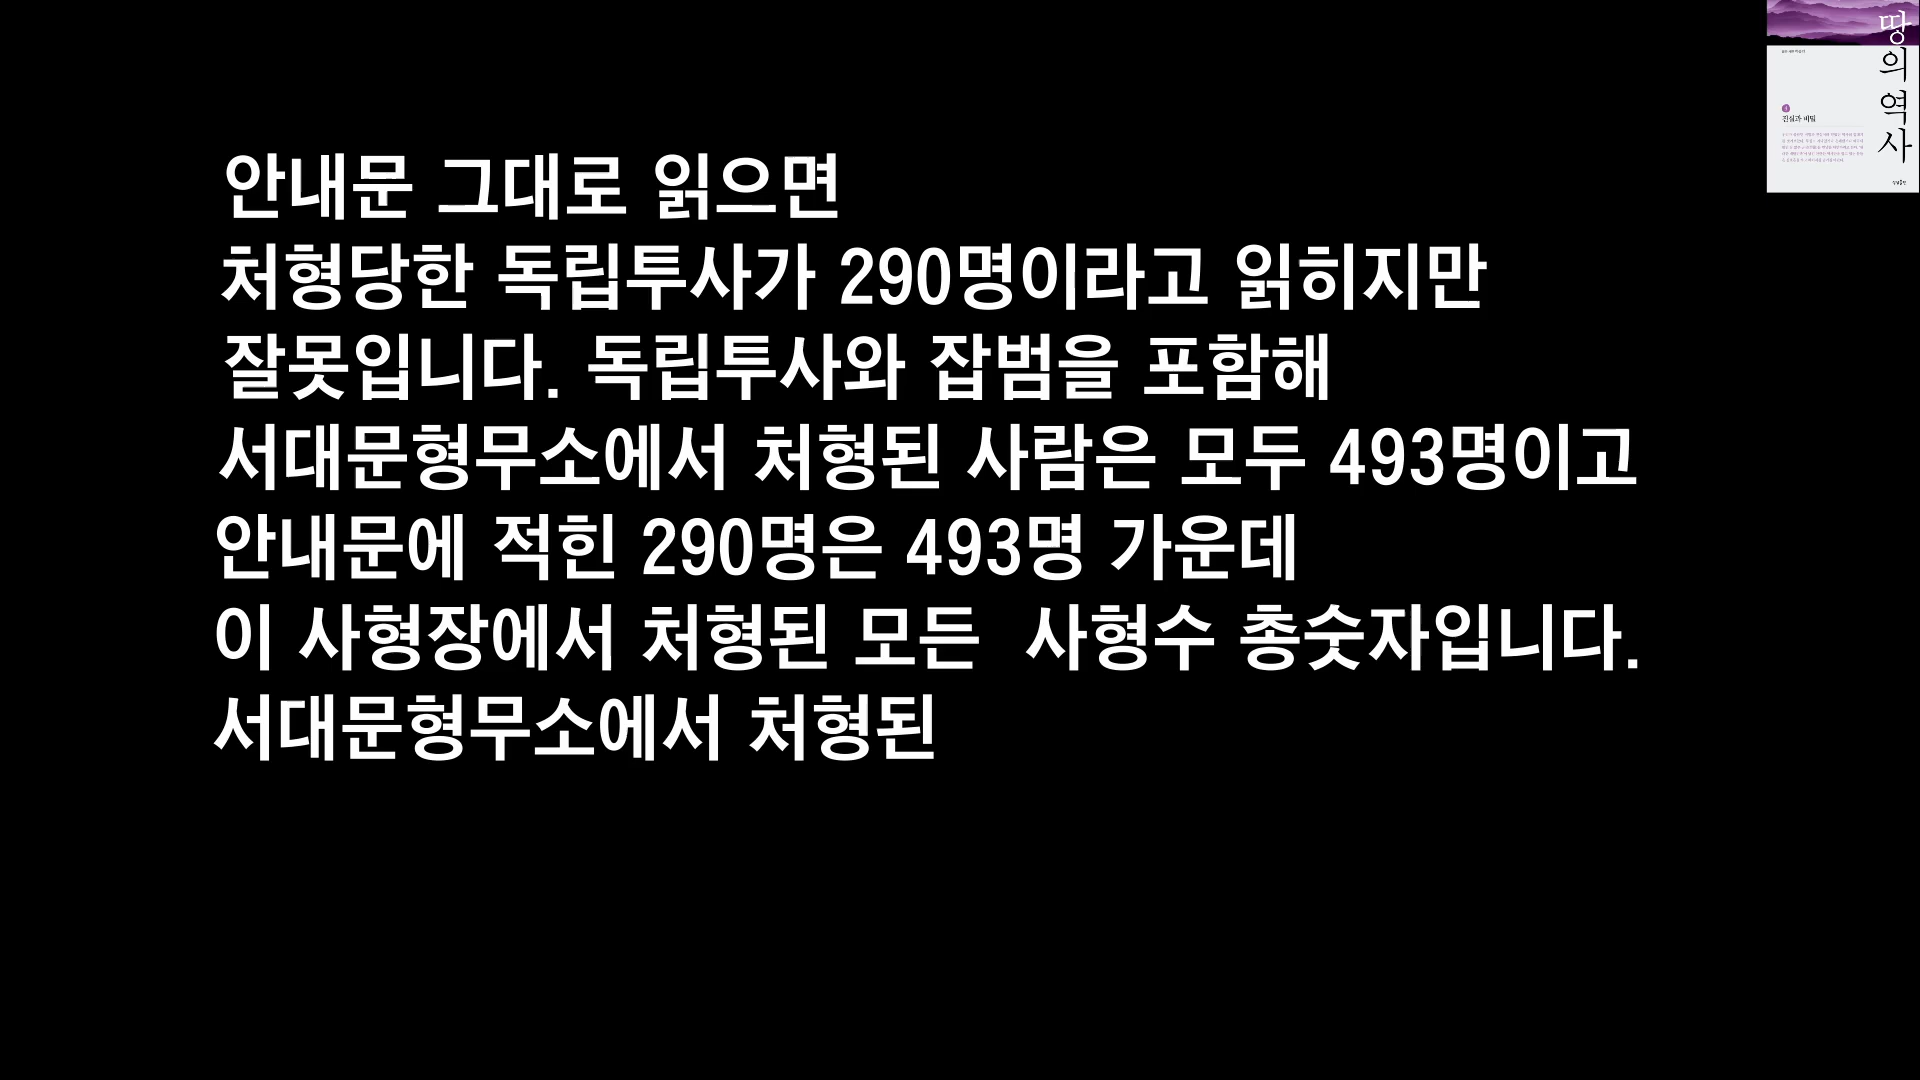 안내문 그대로 읽으면
처형당한 독립투사가 290명이라고 읽히지만
잘못입니다. 독립투사와 잡범을 포함해
서대문형무소에서 처형된 사람은 모두 493명이고
안내문에 적힌 290명은 493명 가운데
이 사형장에서 처형된 모든 사형수 총숫자입니다.
서대문형무소에서 처형된
땅의 역사
진실과 비밀